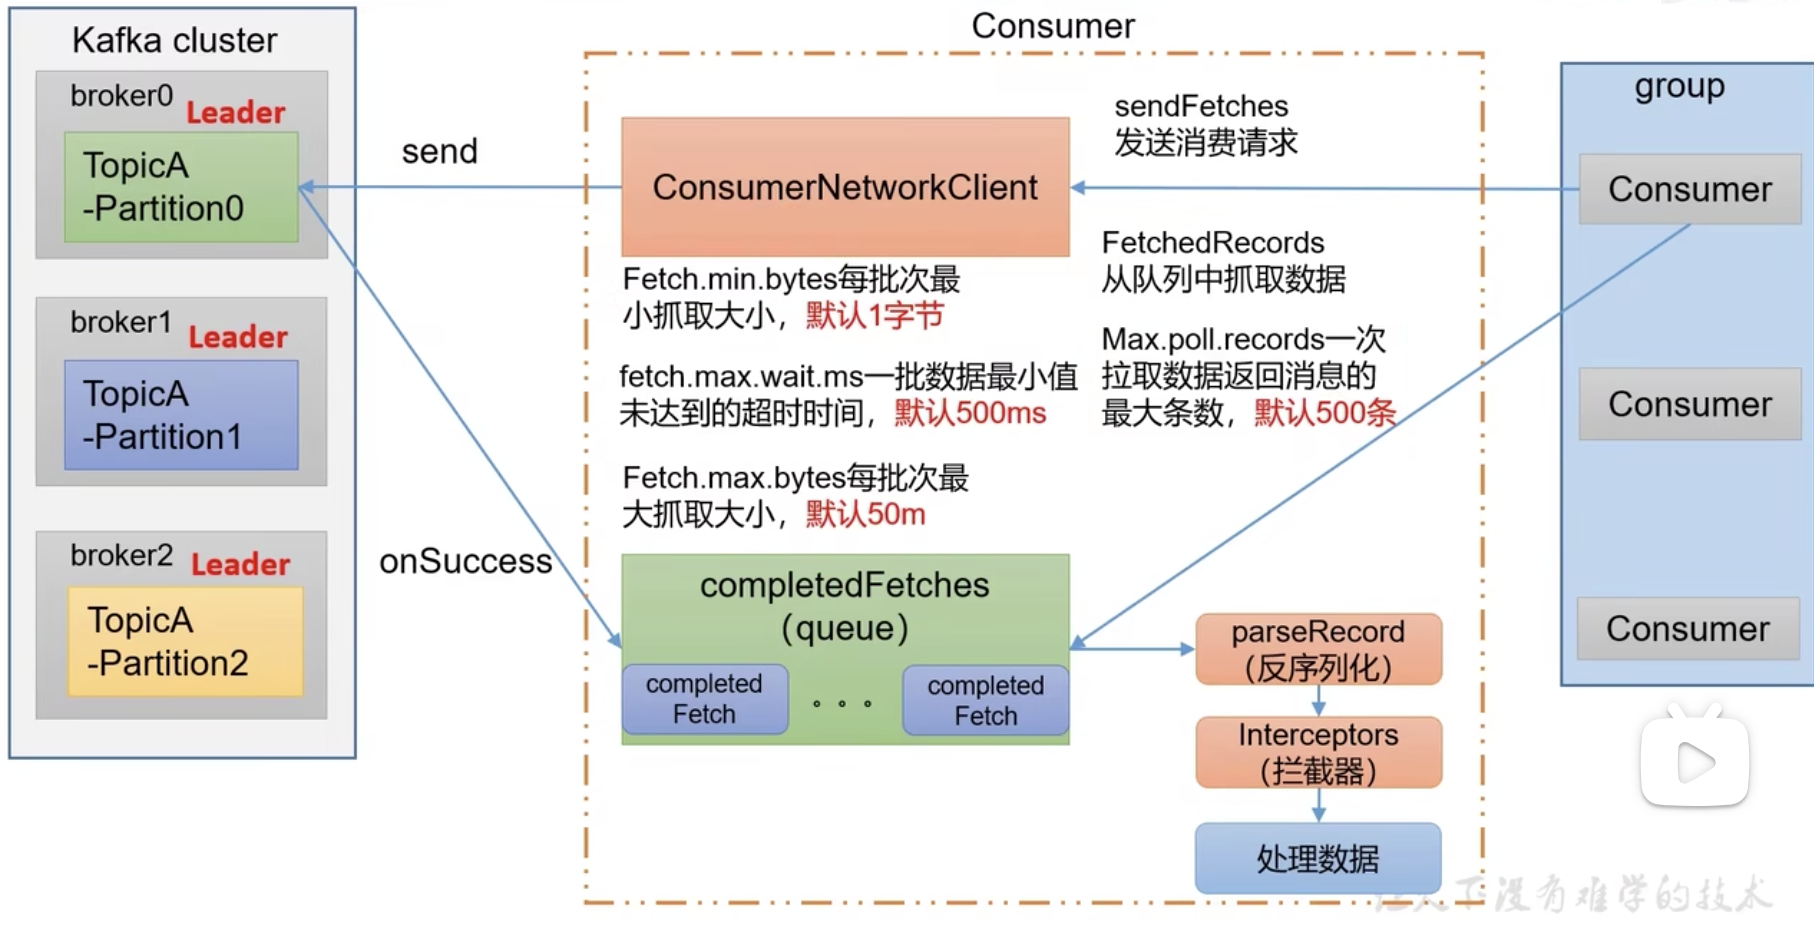 Kafka cluster
broker0
Leader
TopicA
-Partition0
broker1
Leader
TopicA
-Partition1
broker2
Leader
TopicA
-Partition2
send
onSuccess
Consumer
ConsumerNetworkClient
sendFetches
发送消费请求
Fetch.min.bytes每批次最
小抓取大小，默认1字节
fetch.max.wait.ms一批数据最小值
未达到的超时时间，默认500ms
Fetch.max.bytes每批次最
大抓取大小，默认50m
FetchedRecords
从队列中抓取数据
Max.poll.records一次
拉取数据返回消息的
最大条数，默认500条
completedFetches
（queue）
completed
Fetch
。。。
completed
Fetch
parseRecord
（反序列化）
Interceptors
（拦截器）
处理数据
group
Consumer
Consumer
Consumer
下没有难学的技术